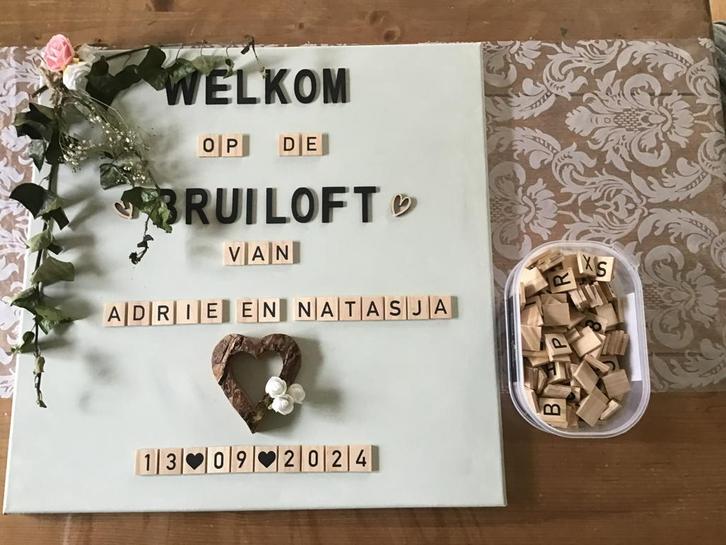 WELKOM
OP DE
BRUILOFT
VAN
ADRIE EN NATASJA
13♥09♥2024
X S
R
P
B